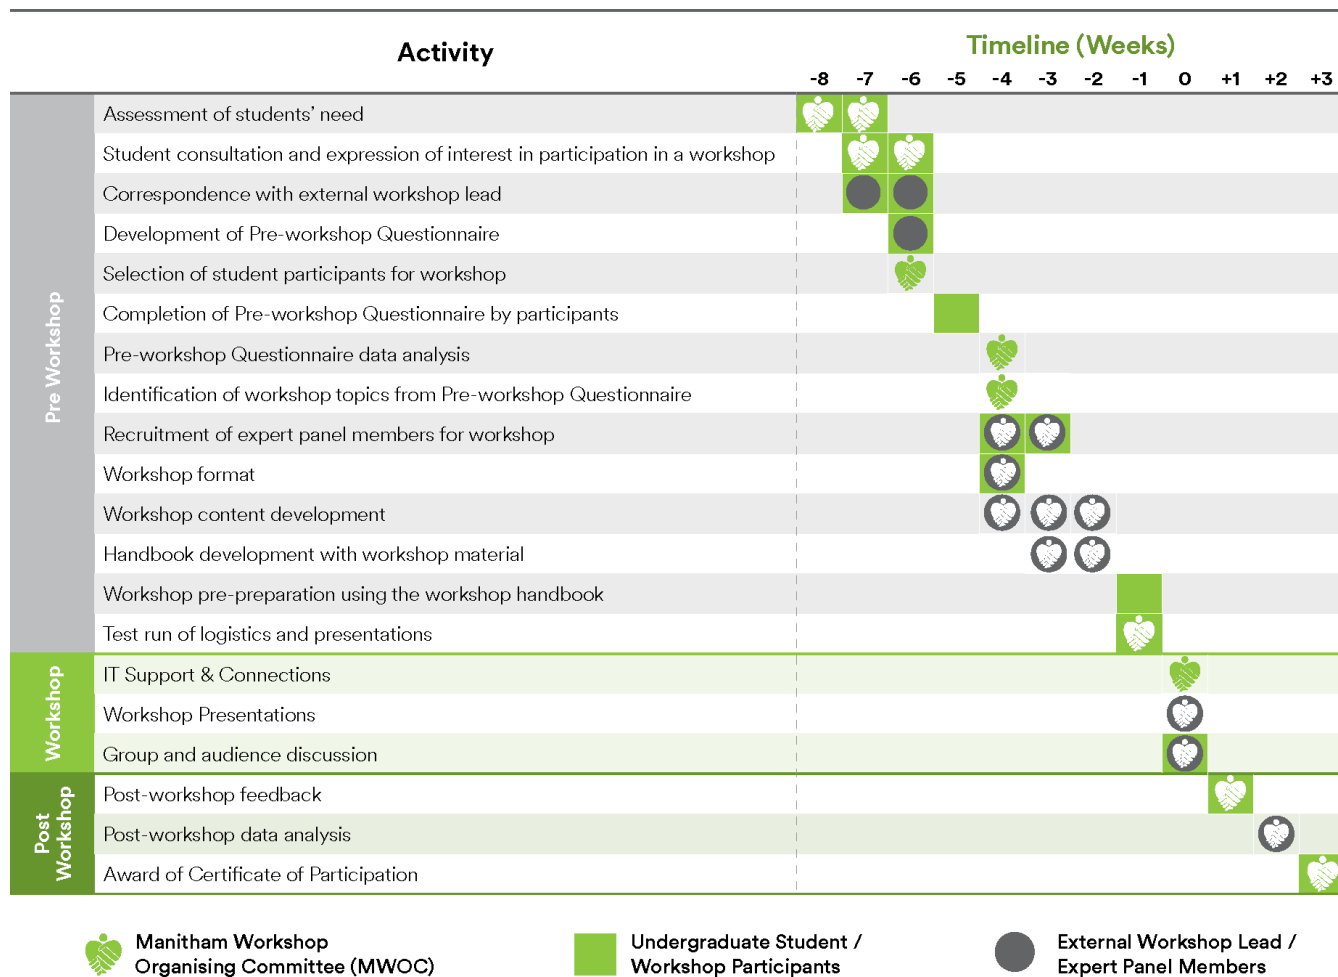 Activity
Timeline (Weeks)
-8 -7 -6 -5 -4 -3 -2 -1 0 +1 +2 +3
Pre Workshop
Assessment of students' need
Student consultation and expression of interest in participation in a workshop
Correspondence with external workshop lead
Development of Pre-workshop Questionnaire
Selection of student participants for workshop
Completion of Pre-workshop Questionnaire by participants
Pre-workshop Questionnaire data analysis
Identification of workshop topics from Pre-workshop Questionnaire
Recruitment of expert panel members for workshop
Workshop format
Workshop content development
Handbook development with workshop material
Workshop pre-preparation using the workshop handbook
Test run of logistics and presentations
Workshop
IT Support & Connections
Workshop Presentations
Group and audience discussion
Post
Workshop
Post-workshop feedback
Post-workshop data analysis
Award of Certificate of Participation
Manitham Workshop
Organising Committee (MWOC)
Undergraduate Student /
Workshop Participants
External Workshop Lead /
Expert Panel Members